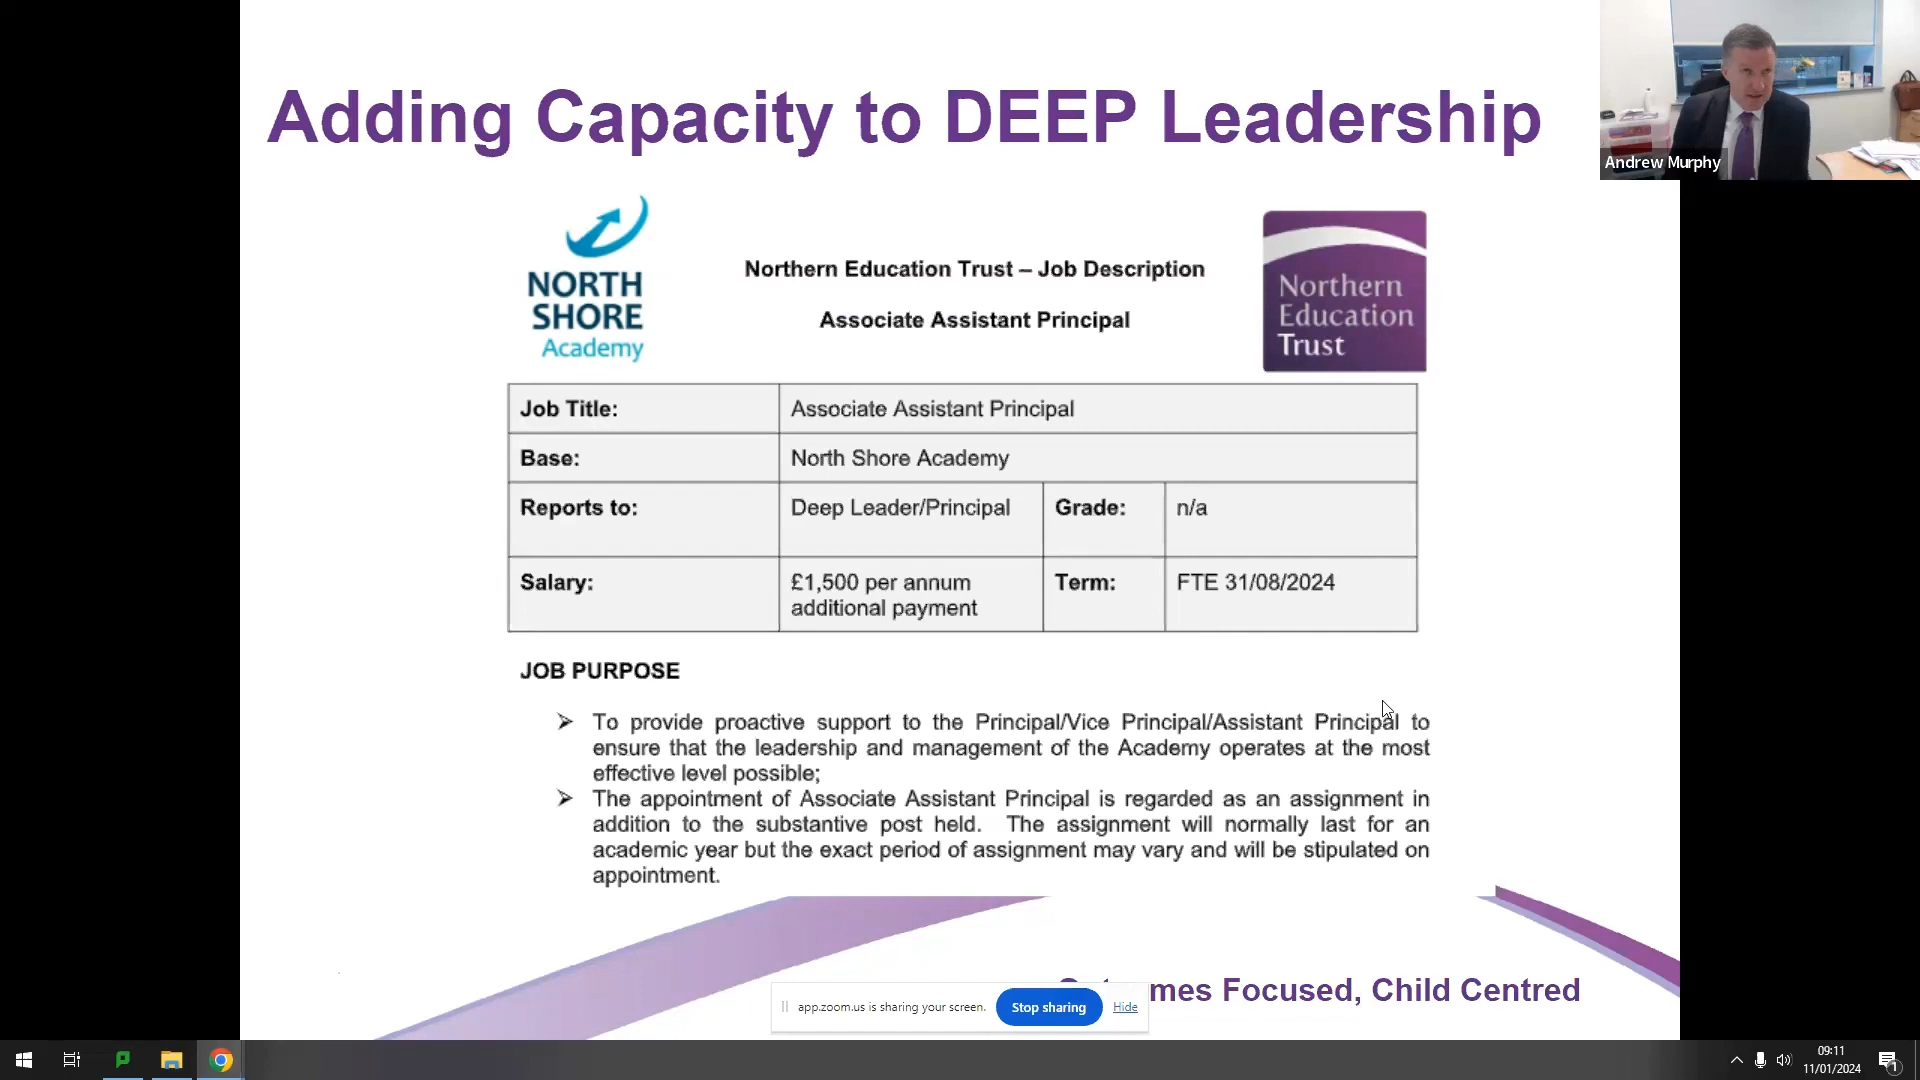 Adding Capacity to DEEP Leadership
Andrew Murphy
NORTH
SHORE
Academy
Northern Education Trust – Job Description
Associate Assistant Principal
Northern
Education
Trust
Job Title: Associate Assistant Principal
Base: North Shore Academy
Reports to: Deep Leader/Principal Grade: n/a
Salary: £1,500 per annum additional payment Term: FTE 31/08/2024
JOB PURPOSE
➢ To provide proactive support to the Principal/Vice Principal/Assistant Principal to
ensure that the leadership and management of the Academy operates at the most
effective level possible;
➢ The appointment of Associate Assistant Principal is regarded as an assignment in
addition to the substantive post held. The assignment will normally last for an
academic year but the exact period of assignment may vary and will be stipulated on
appointment.
mes Focused, Child Centred
app.zoom.us is sharing your screen. Stop sharing Hide
09:11
11/01/2024
1